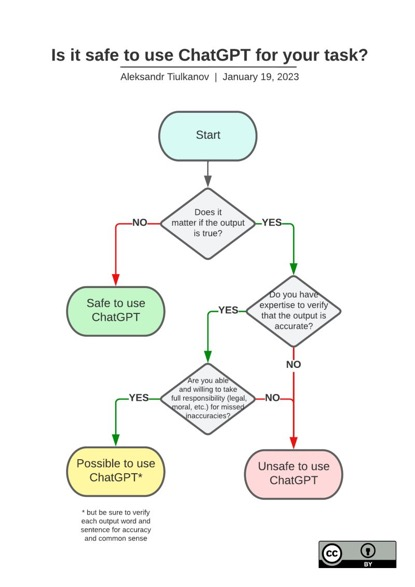 Is it safe to use ChatGPT for your task?
Aleksandr Tiulkanov | January 19, 2023
Start
Does it
matter if the output
is true?
NO
YES
Safe to use
ChatGPT
Do you have
expertise to verify
that the output is
accurate?
YES
NO
Are you able
and willing to take
full responsibility (legal,
moral, etc.) for missed
inaccuracies?
YES
NO
Possible to use
ChatGPT*
Unsafe to use
ChatGPT
* but be sure to verify
each output word and
sentence for accuracy
and common sense
cc
BY